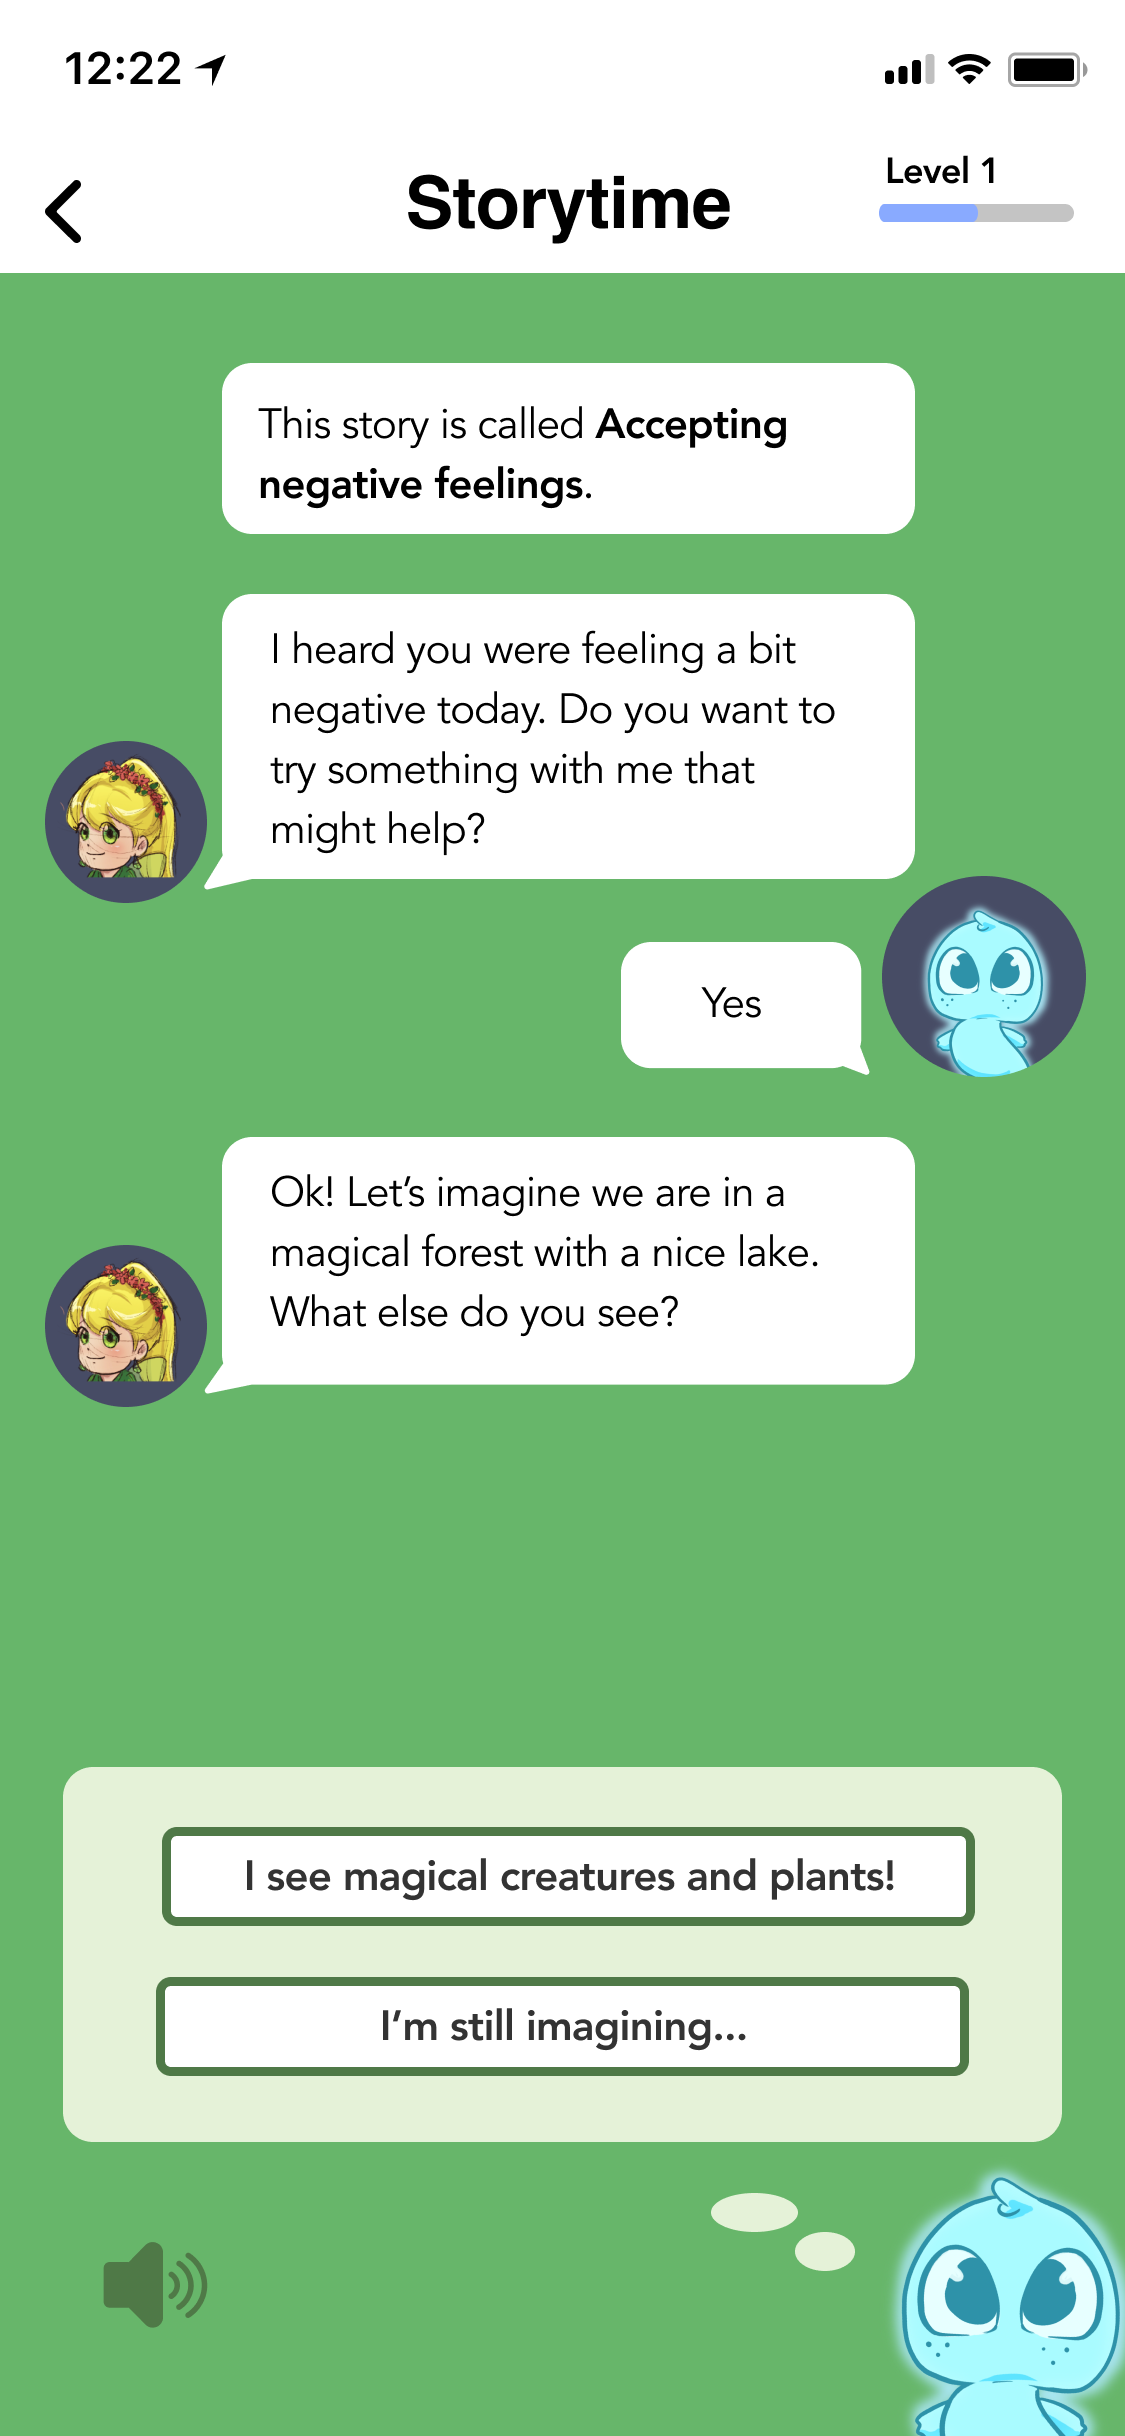 12:22
Storytime
Level 1
This story is called Accepting
negative feelings.
I heard you were feeling a bit
negative today. Do you want to
try something with me that
might help?
Yes
Ok! Let’s imagine we are in a
magical forest with a nice lake.
What else do you see?
I see magical creatures and plants!
I’m still imagining...